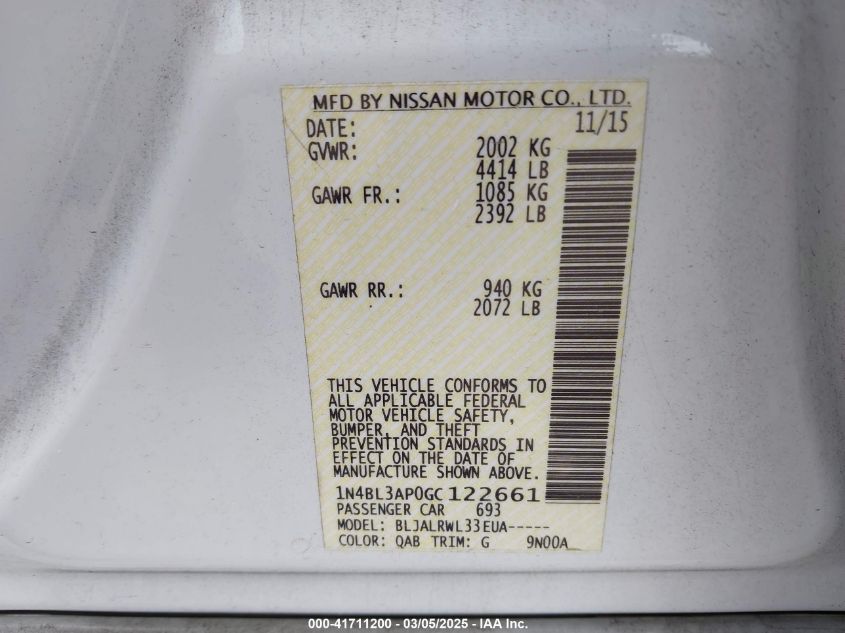 MFD BY NISSAN MOTOR CO., LTD.
DATE: 11/15
GVWR: 2002 KG
4414 LB
GAWR FR.: 1085 KG
2392 LB
GAWR RR.: 940 KG
2072 LB
THIS VEHICLE CONFORMS TO
ALL APPLICABLE FEDERAL
MOTOR VEHICLE SAFETY,
BUMPER, AND THEFT
PREVENTION STANDARDS IN
EFFECT ON THE DATE OF
MANUFACTURE SHOWN ABOVE.
1N4BL3AP0GC122661
PASSENGER CAR 693
MODEL: BLJALRWL33EUA-----
COLOR: QAB TRIM: G 9N00A
000-41711200 - 03/05/2025 - IAA Inc.